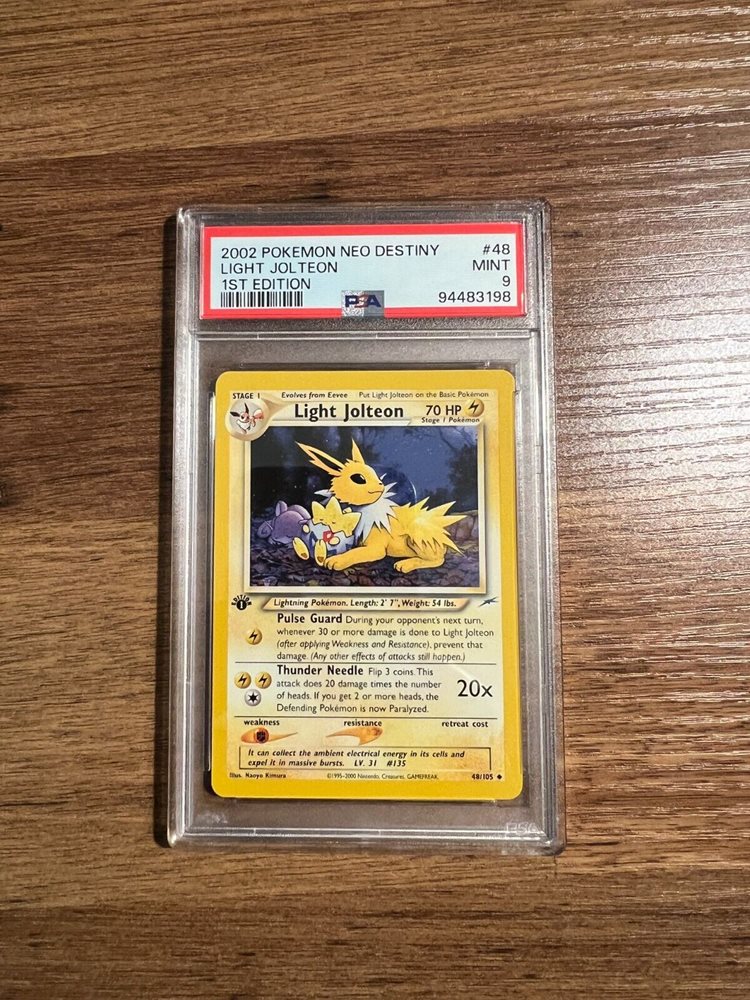 2002 POKEMON NEO DESTINY #48
LIGHT JOLTEON MINT
1ST EDITION 9
PSA 94483198
STAGE 1 Evolves from Eevee Put Light Jolteon on the Basic Pokémon
Light Jolteon 70 HP
Stage 1 Pokémon
EDITION
1
Lightning Pokémon. Length: 2' 7", Weight: 54 lbs.
Pulse Guard During your opponent's next turn,
whenever 30 or more damage is done to Light Jolteon
(after applying Weakness and Resistance), prevent that
damage. (Any other effects of attacks still happen.)
Thunder Needle Flip 3 coins. This
attack does 20 damage times the number
of heads. If you get 2 or more heads, the
Defending Pokémon is now Paralyzed.
20x
weakness resistance retreat cost
It can collect the ambient electrical energy in its cells and
expel it in massive bursts. LV. 31 #135
Illus. Naoyo Kimura ©1995-2000 Nintendo, Creatures, GAMEFREAK. 48/105
PSA